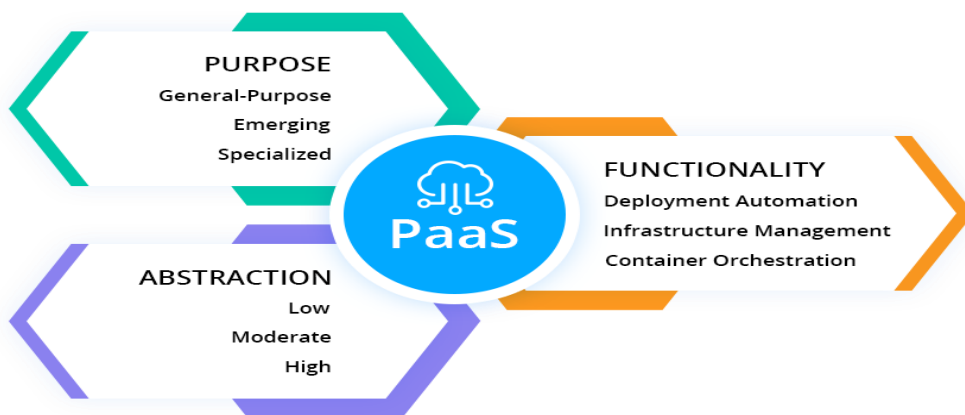 PURPOSE
General-Purpose
Emerging
Specialized
PaaS
FUNCTIONALITY
Deployment Automation
Infrastructure Management
Container Orchestration
ABSTRACTION
Low
Moderate
High